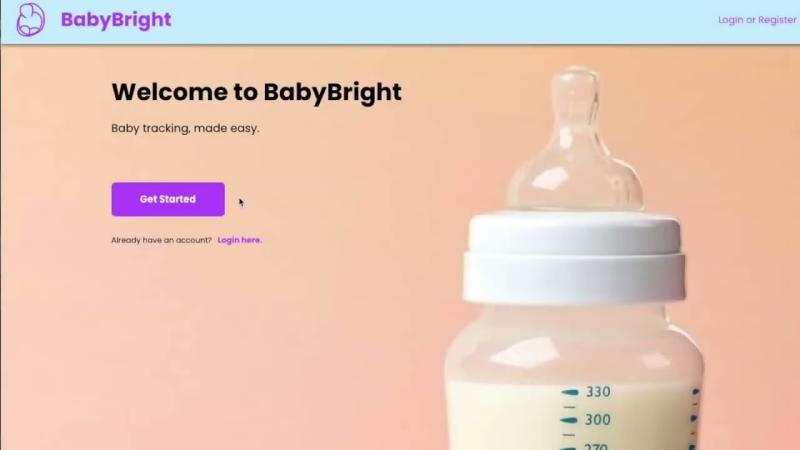 BabyBright
Login or Register
Welcome to BabyBright
Baby tracking, made easy.
Get Started
Already have an account? Login here.
330
300
270